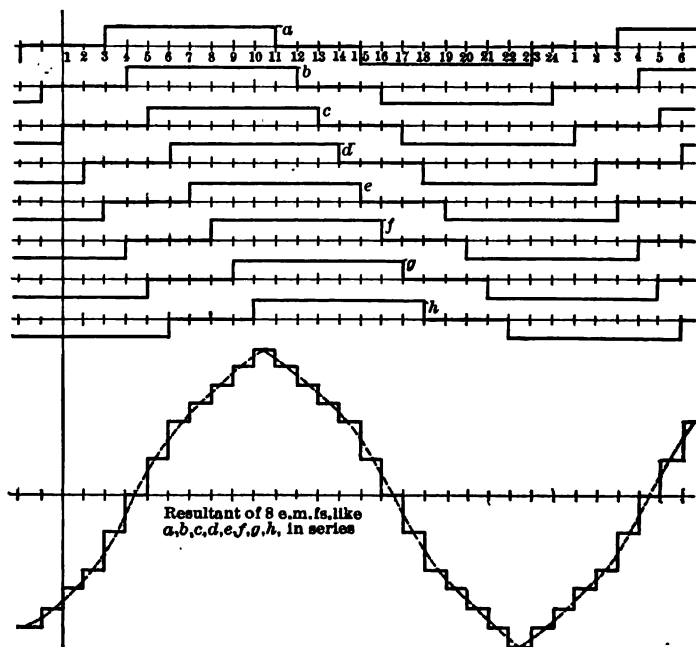 a
1 2 3 4 5 6 7 8 9 10 11 12 13 14 15 16 17 18 19 20 21 22 23 24 1 2 3 4 5 6
b
c
d
e
f
g
h
Resultant of 8 e.m.fs, like
a,b,c,d,e,f,g,h, in series